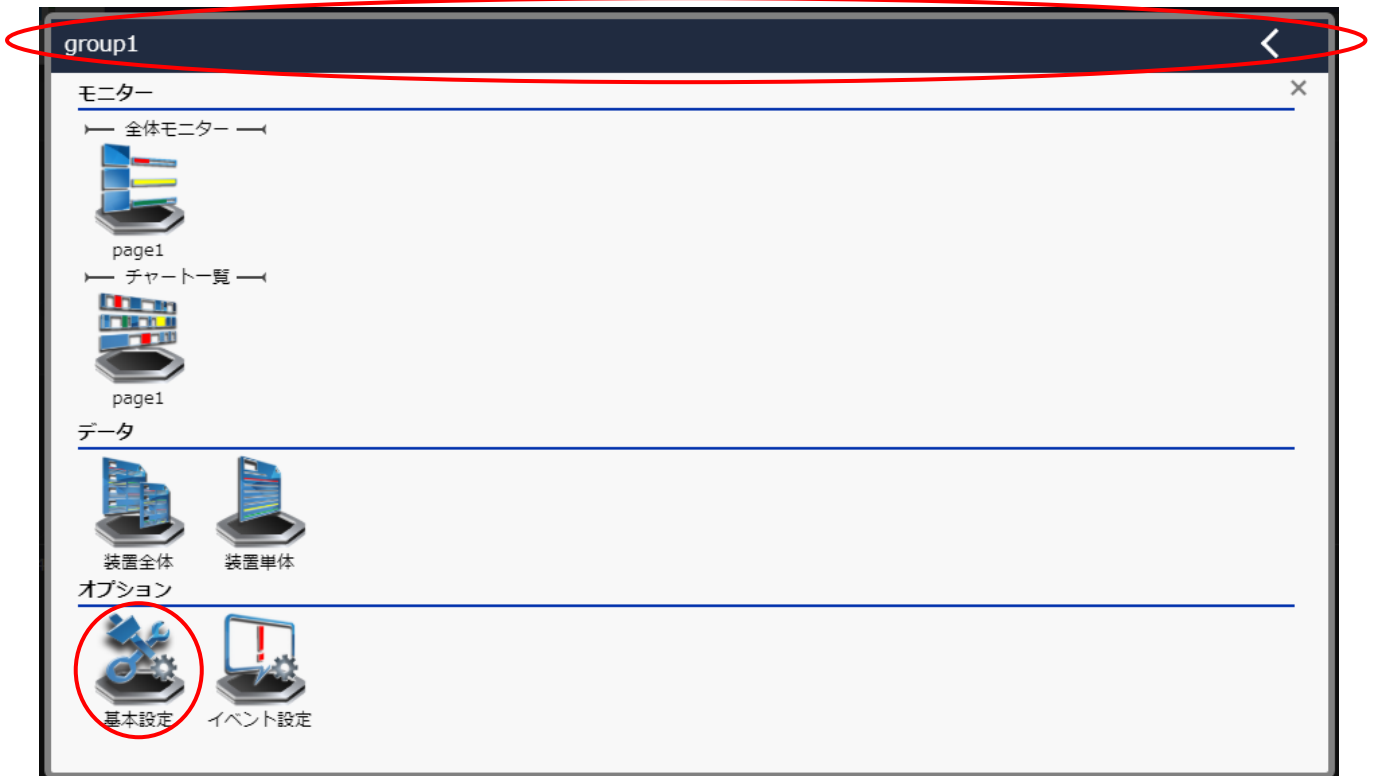 group1
モニター
全体モニター
page1
チャート一覧
page1
データ
装置全体 装置単体
オプション
基本設定 イベント設定